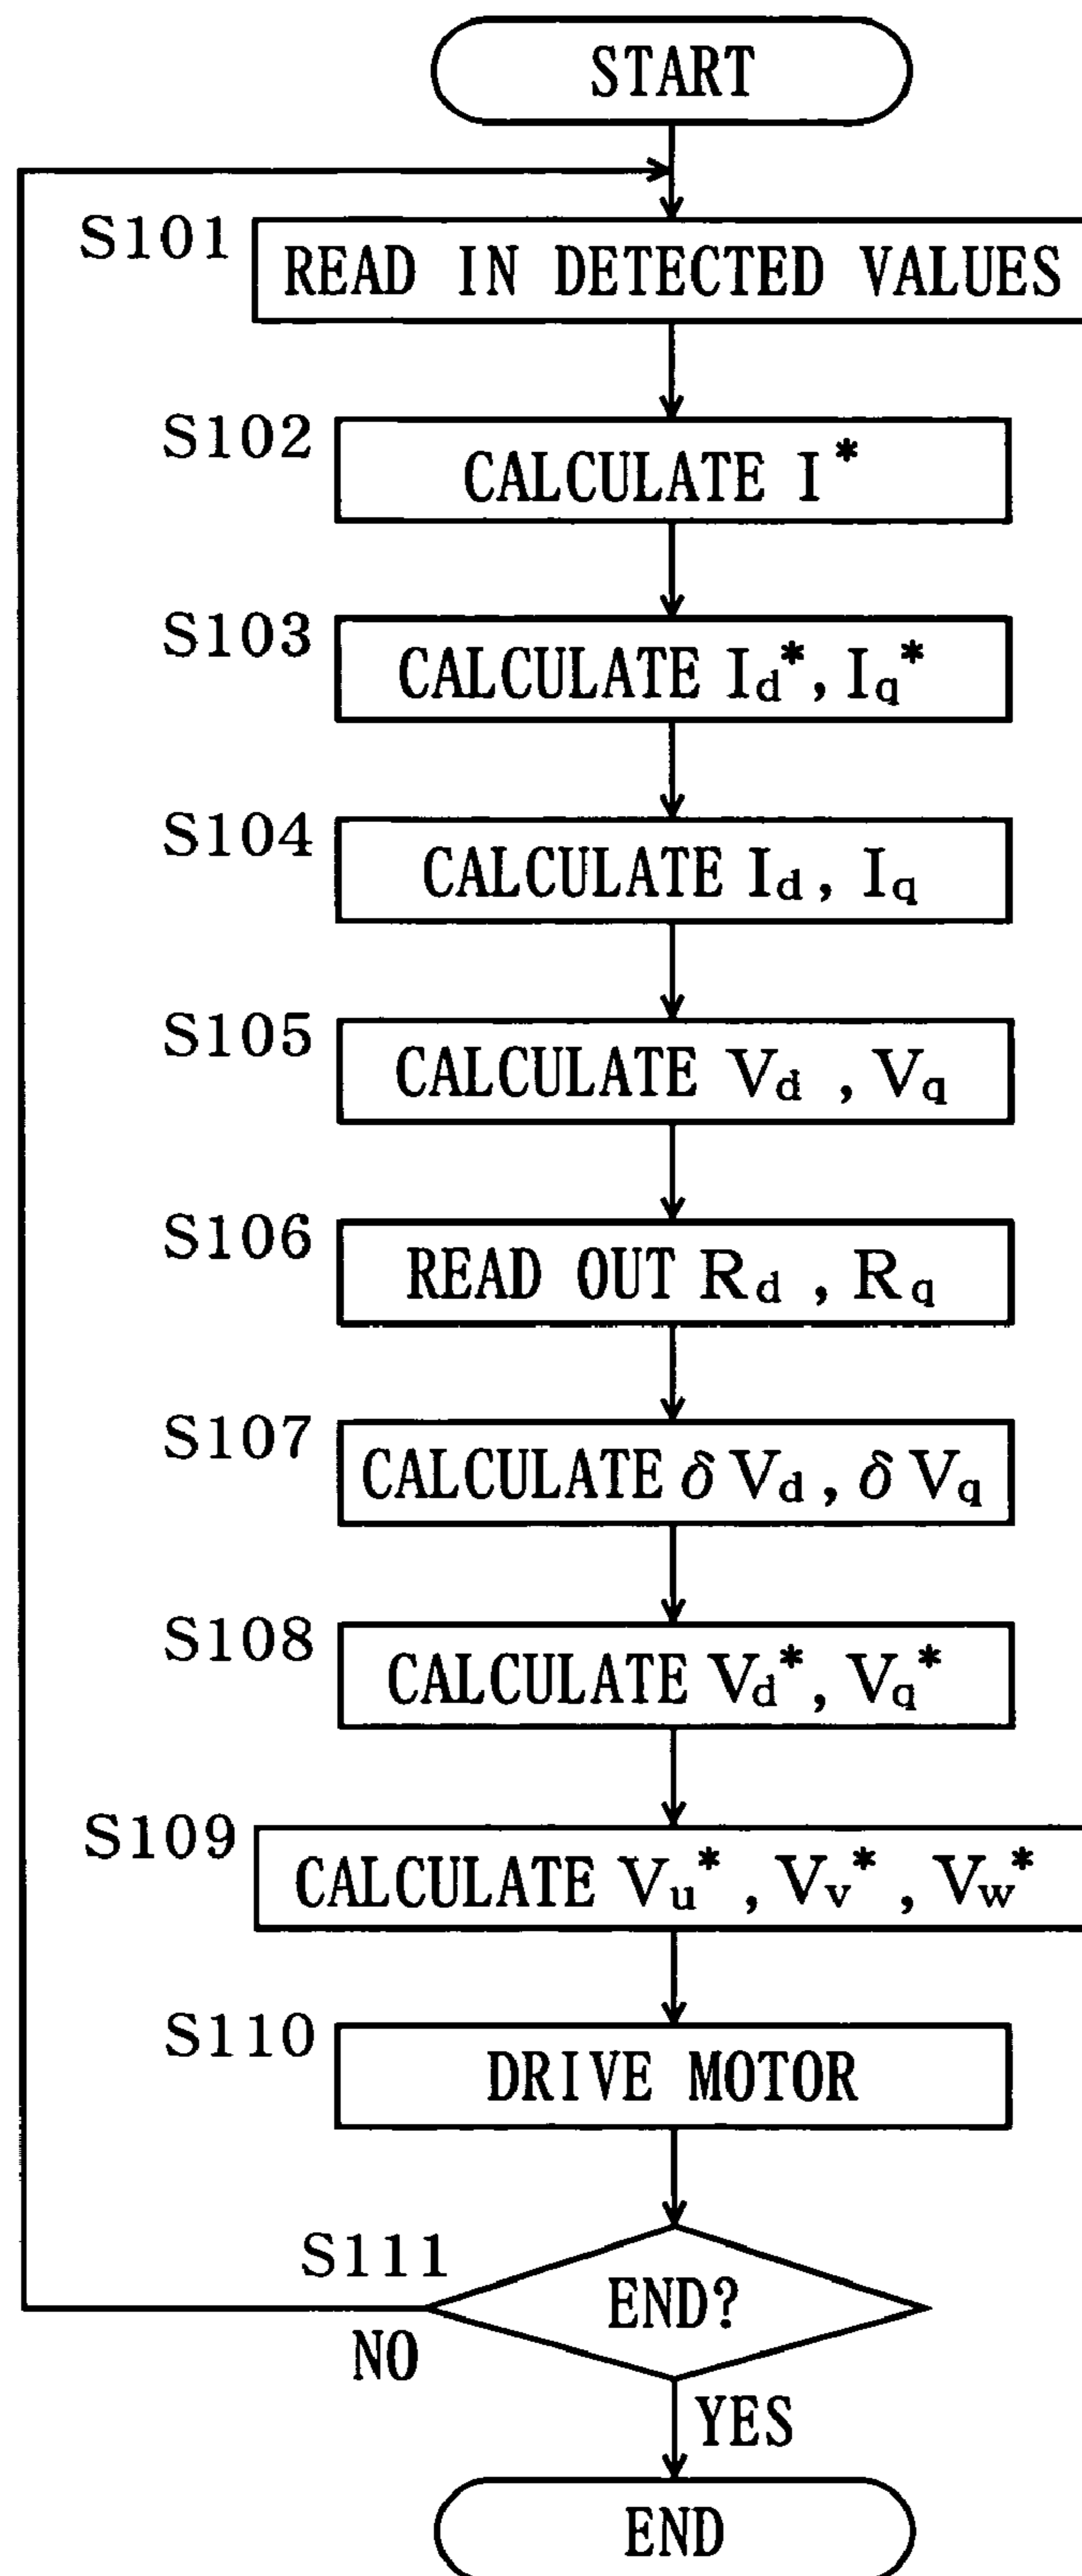 START
S101
READ IN DETECTED VALUES
S102
CALCULATE I*
S103
CALCULATE Id*, Iq*
S104
CALCULATE Id, Iq
S105
CALCULATE Vd, Vq
S106
READ OUT Rd, Rq
S107
CALCULATE δVd, δVq
S108
CALCULATE Vd*, Vq*
S109
CALCULATE Vu*, Vv*, Vw*
S110
DRIVE MOTOR
S111
END?
NO
YES
END